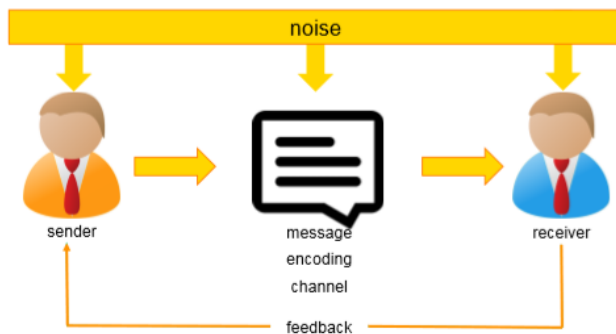 noise
sender
message
receiver
encoding
channel
feedback